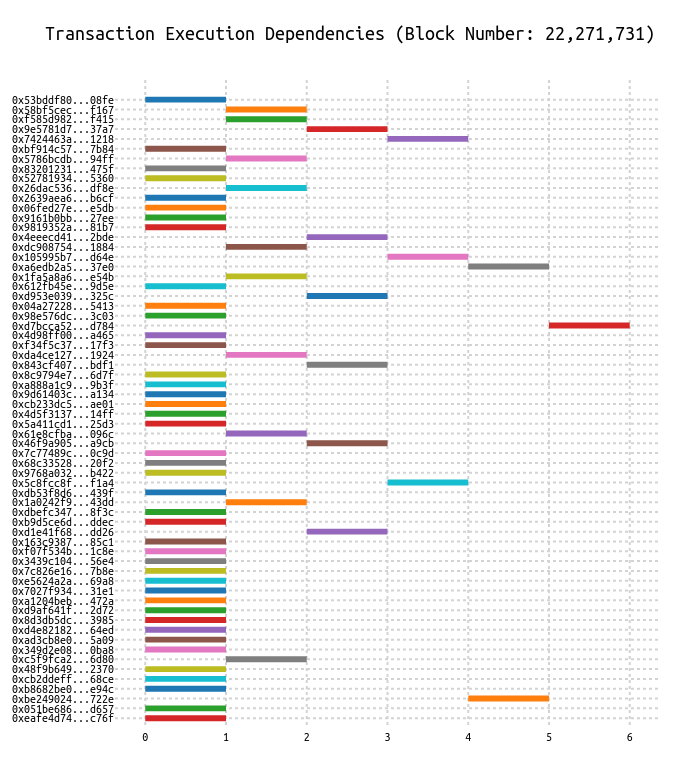 Transaction Execution Dependencies (Block Number: 22,271,731)
0x53bddf80...08fe
0x58bf5cec...f167
0xf585d982...f415
0x9e5781d7...37a7
0x7424463a...1218
0xbf914c57...7b84
0x5786bcdb...94ff
0x83201231...475f
0x52781934...5360
0x26dac536...df8e
0x2639aea6...b6cf
0x06fed27e...e5db
0x9161b0bb...27ee
0x9819352a...81b7
0x4eeecd41...2bde
0xdc908754...1884
0x105995b7...d64e
0xa6edb2a5...37e0
0x1fa5a8a6...e54b
0x612fb45e...9d5e
0xd953e039...325c
0x04a27228...5413
0x98e576dc...3c03
0xd7bcca52...d784
0x4d98ff00...a465
0xf34f5c37...17f3
0xda4ce127...1924
0x843cf407...bdf1
0x8c9794e7...6d7f
0xa888a1c9...9b3f
0x9d61403c...a134
0xcb233dc5...ae01
0x4d5f3137...14ff
0x5a411cd1...25d3
0x61e8cfba...096c
0x46f9a905...a9cb
0x7c77489c...0c9d
0x68c33528...20f2
0x9768a032...b422
0x5c8fcc8f...f1a4
0xdb53f8d6...439f
0x1a0242f9...43dd
0xdbefc347...8f3c
0xb9d5ce6d...ddec
0xd1e41f68...dd26
0x163c9387...85c1
0xf07f534b...1c8e
0x3439c104...56e4
0x7c826e16...7b8e
0xe5624a2a...69a8
0x7027f934...31e1
0xa1204beb...472a
0xd9af641f...2d72
0x8d3db5dc...3985
0xd4e82182...64ed
0xad3cb8e0...5a09
0x349d2e08...0ba8
0xc5f9fca2...6d80
0x48f9b649...2370
0xcb2ddeff...68ce
0xb8682be0...e94c
0xbe249024...722e
0x051be686...d657
0xeafe4d74...c76f
0 1 2 3 4 5 6